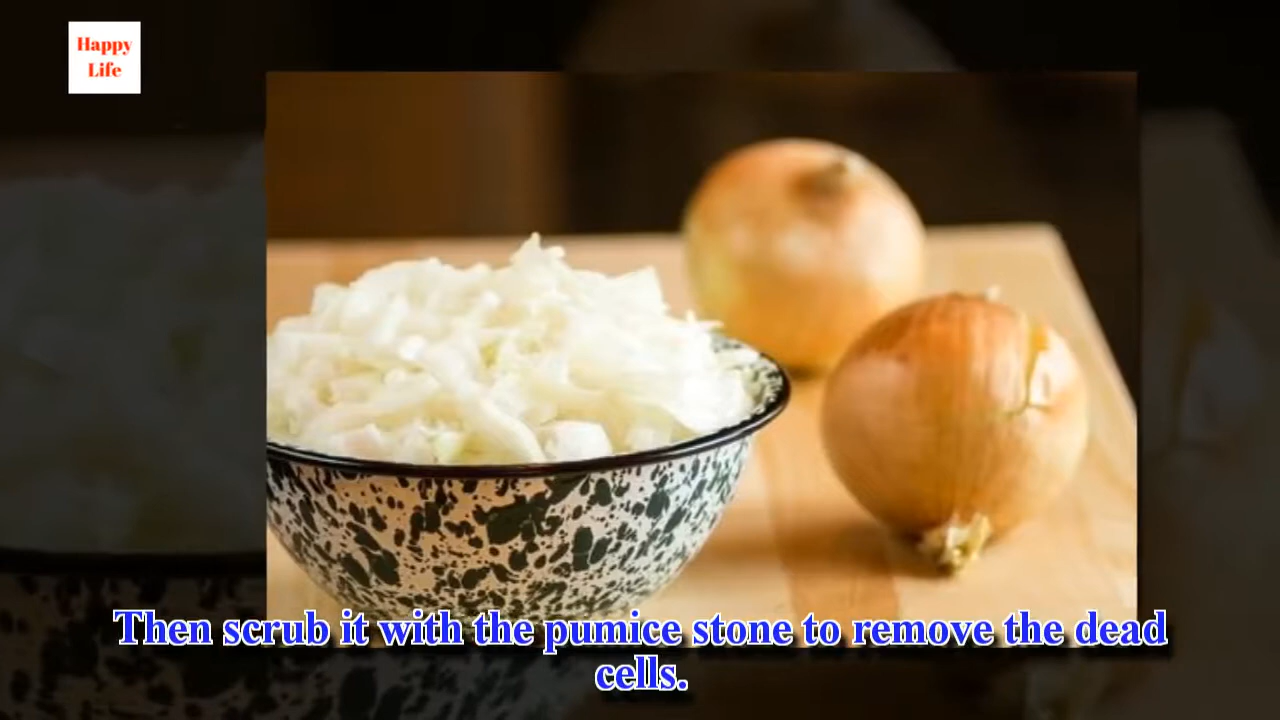 Happy
Life
Then scrub it with the pumice stone to remove the dead
cells.